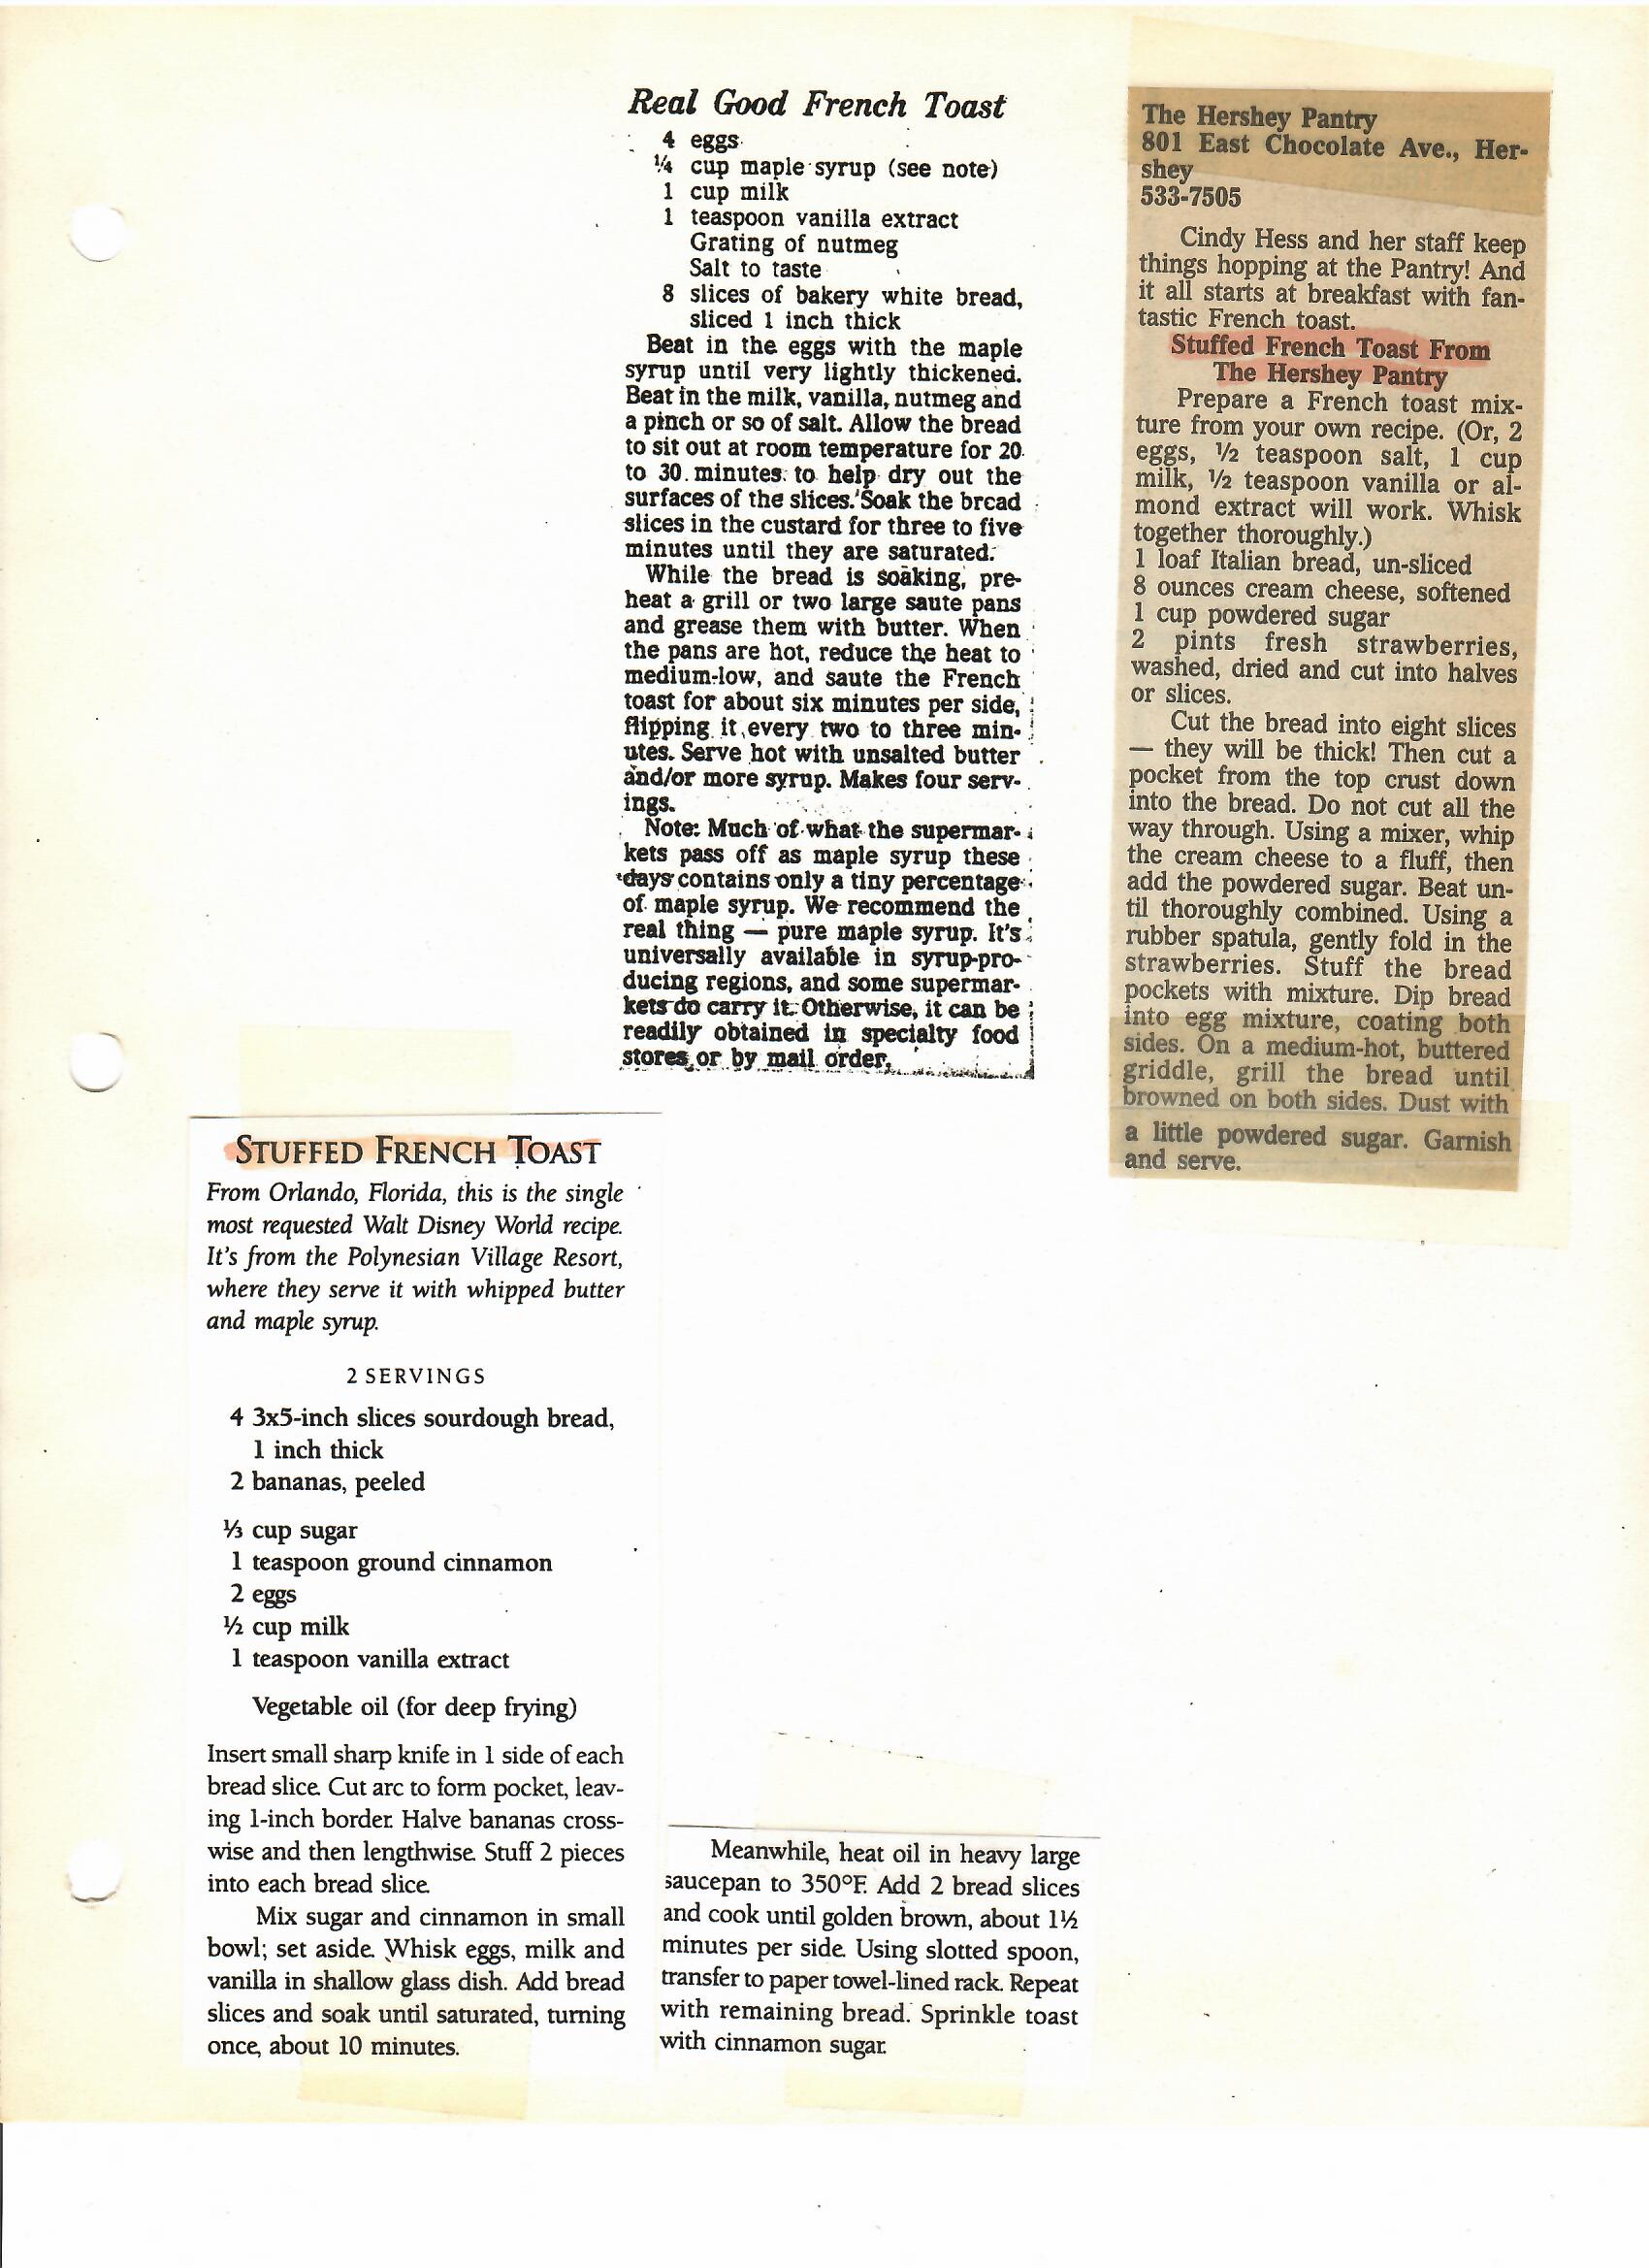 Real Good French Toast
4 eggs
¼ cup maple syrup (see note)
1 cup milk
1 teaspoon vanilla extract
Grating of nutmeg
Salt to taste
8 slices of bakery white bread,
sliced 1 inch thick
Beat in the eggs with the maple
syrup until very lightly thickened.
Beat in the milk, vanilla, nutmeg and
a pinch or so of salt. Allow the bread
to sit out at room temperature for 20
to 30 minutes to help dry out the
surfaces of the slices. Soak the bread
slices in the custard for three to five
minutes until they are saturated.
While the bread is soaking, pre-
heat a grill or two large saute pans
and grease them with butter. When
the pans are hot, reduce the heat to
medium-low, and saute the French
toast for about six minutes per side,
flipping it every two to three min-
utes. Serve hot with unsalted butter
and/or more syrup. Makes four serv-
ings.
Note: Much of what the supermar-
kets pass off as maple syrup these
days contains only a tiny percentage
of maple syrup. We recommend the
real thing — pure maple syrup. It's
universally available in syrup-pro-
ducing regions, and some supermar-
kets do carry it. Otherwise, it can be
readily obtained in specialty food
stores or by mail order.
The Hershey Pantry
801 East Chocolate Ave., Her-
shey
533-7505
Cindy Hess and her staff keep
things hopping at the Pantry! And
it all starts at breakfast with fan-
tastic French toast.
Stuffed French Toast From
The Hershey Pantry
Prepare a French toast mix-
ture from your own recipe. (Or, 2
eggs, ½ teaspoon salt, 1 cup
milk, ½ teaspoon vanilla or al-
mond extract will work. Whisk
together thoroughly.)
1 loaf Italian bread, un-sliced
8 ounces cream cheese, softened
1 cup powdered sugar
2 pints fresh strawberries,
washed, dried and cut into halves
or slices.
Cut the bread into eight slices
— they will be thick! Then cut a
pocket from the top crust down
into the bread. Do not cut all the
way through. Using a mixer, whip
the cream cheese to a fluff, then
add the powdered sugar. Beat un-
til thoroughly combined. Using a
rubber spatula, gently fold in the
strawberries. Stuff the bread
pockets with mixture. Dip bread
into egg mixture, coating both
sides. On a medium-hot, buttered
griddle, grill the bread until
browned on both sides. Dust with
a little powdered sugar. Garnish
and serve.
STUFFED FRENCH TOAST
From Orlando, Florida, this is the single
most requested Walt Disney World recipe.
It's from the Polynesian Village Resort,
where they serve it with whipped butter
and maple syrup.
2 SERVINGS
4 3x5-inch slices sourdough bread,
1 inch thick
2 bananas, peeled
⅓ cup sugar
1 teaspoon ground cinnamon
2 eggs
½ cup milk
1 teaspoon vanilla extract
Vegetable oil (for deep frying)
Insert small sharp knife in 1 side of each
bread slice. Cut arc to form pocket, leav-
ing 1-inch border. Halve bananas cross-
wise and then lengthwise. Stuff 2 pieces
into each bread slice.
Mix sugar and cinnamon in small
bowl; set aside. Whisk eggs, milk and
vanilla in shallow glass dish. Add bread
slices and soak until saturated, turning
once, about 10 minutes.
Meanwhile, heat oil in heavy large
saucepan to 350°F. Add 2 bread slices
and cook until golden brown, about 1½
minutes per side. Using slotted spoon,
transfer to paper towel-lined rack. Repeat
with remaining bread. Sprinkle toast
with cinnamon sugar.